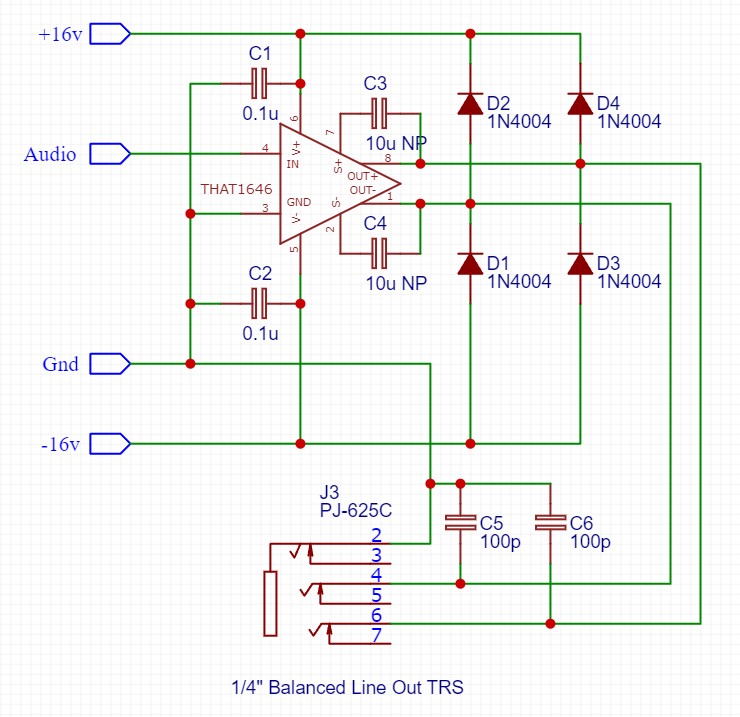 +16v
C1
0.1u
C3
10u NP
D2
1N4004
D4
1N4004
Audio
6
7
4
IN
V+
S+
8
OUT+
THAT1646
OUT-
1
3
GND
V-
S-
5
2
C4
10u NP
D1
1N4004
D3
1N4004
C2
0.1u
Gnd
-16v
J3
PJ-625C
2
3
4
5
6
7
C5
100p
C6
100p
1/4" Balanced Line Out TRS